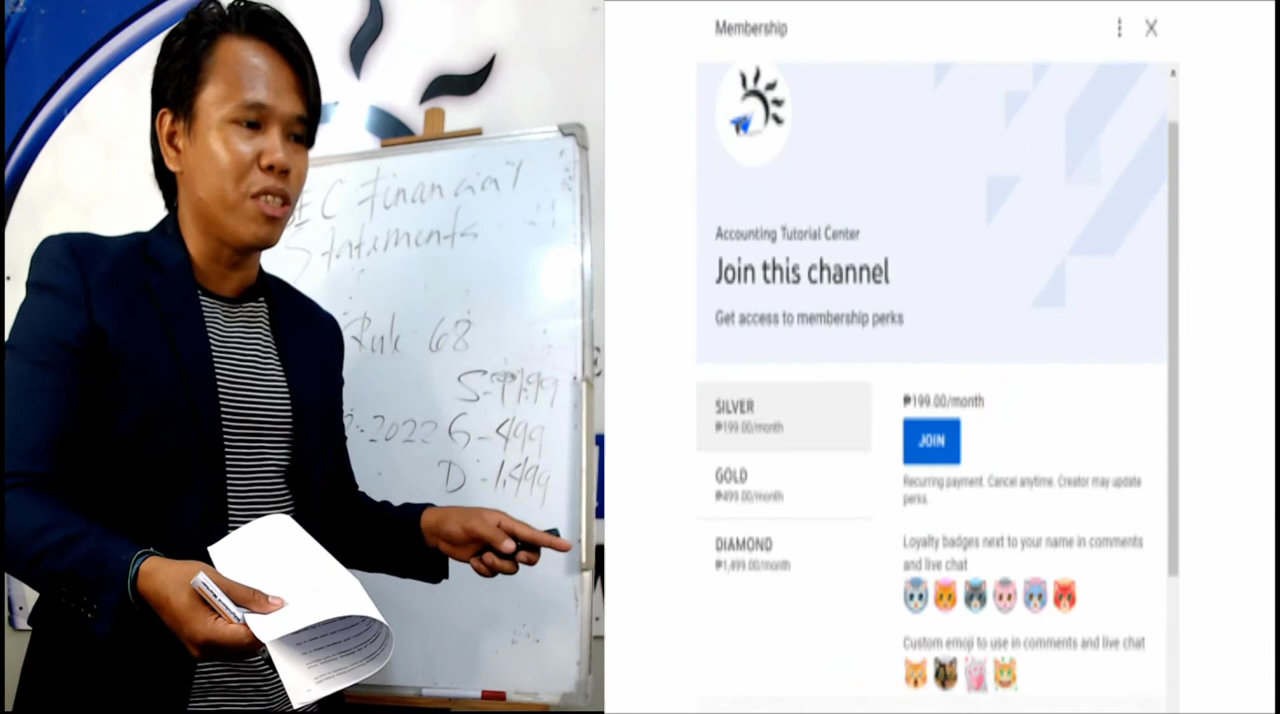 SEC Financial
Statements
Rule 68
2022 G-499
D-1,499
Membership
Accounting Tutorial Center
Join this channel
Get access to membership perks
SILVER
₱199.00/month
GOLD
₱499.00/month
DIAMOND
₱1,499.00/month
₱199.00/month
JOIN
Recurring payment. Cancel anytime. Creator may update
perks.
Loyalty badges next to your name in comments
and live chat
Custom emoji to use in comments and live chat